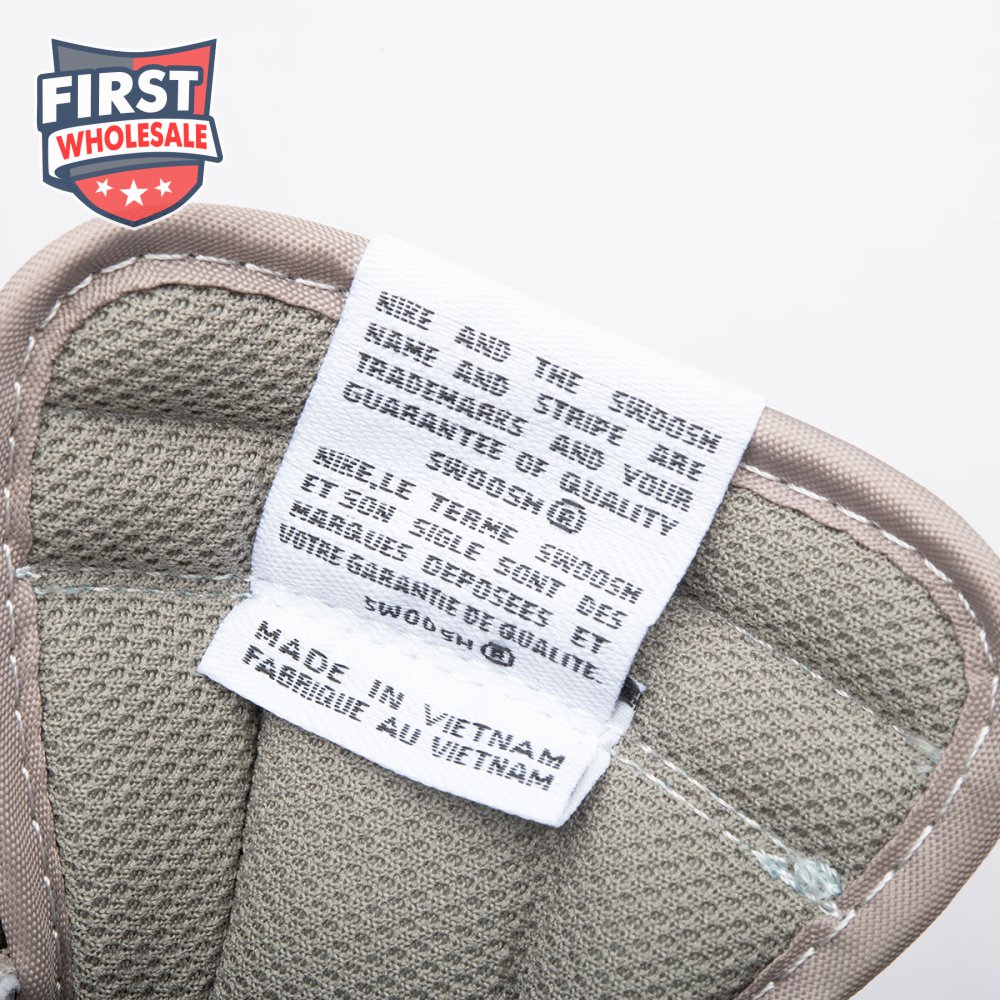 FIRST
WHOLESALE
NIKE AND THE SWOOSH
NAME AND STRIPE ARE
TRADEMARKS AND YOUR
GUARANTEE OF QUALITY
SWOOSH ®
NIKE,LE TERME SWOOSH
ET SON SIGLE SONT DES
MARQUES DEPOSEES ET
VOTRE GARANTIE DE QUALITE.
SWOOSH ®
MADE IN VIETNAM
FABRIQUE AU VIETNAM